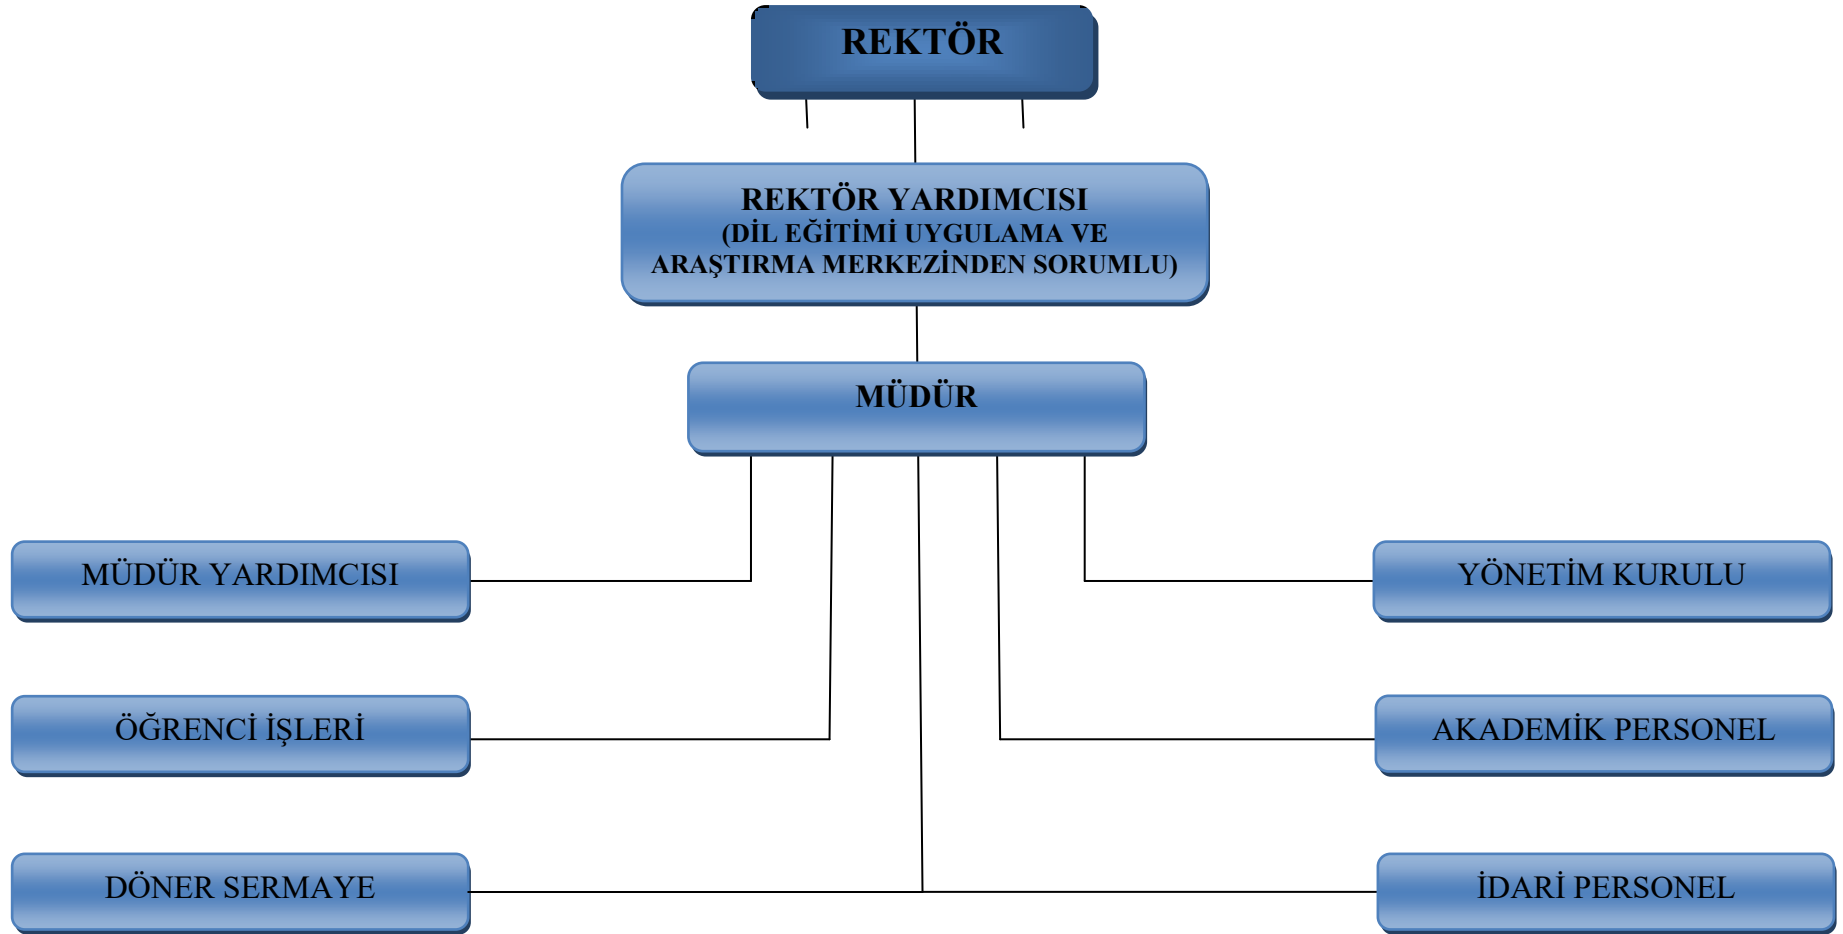 REKTÖR
REKTÖR YARDIMCISI
(DİL EĞİTİMİ UYGULAMA VE
ARAŞTIRMA MERKEZİNDEN SORUMLU)
MÜDÜR
MÜDÜR YARDIMCISI
YÖNETİM KURULU
ÖĞRENCİ İŞLERİ
AKADEMİK PERSONEL
DÖNER SERMAYE
İDARİ PERSONEL